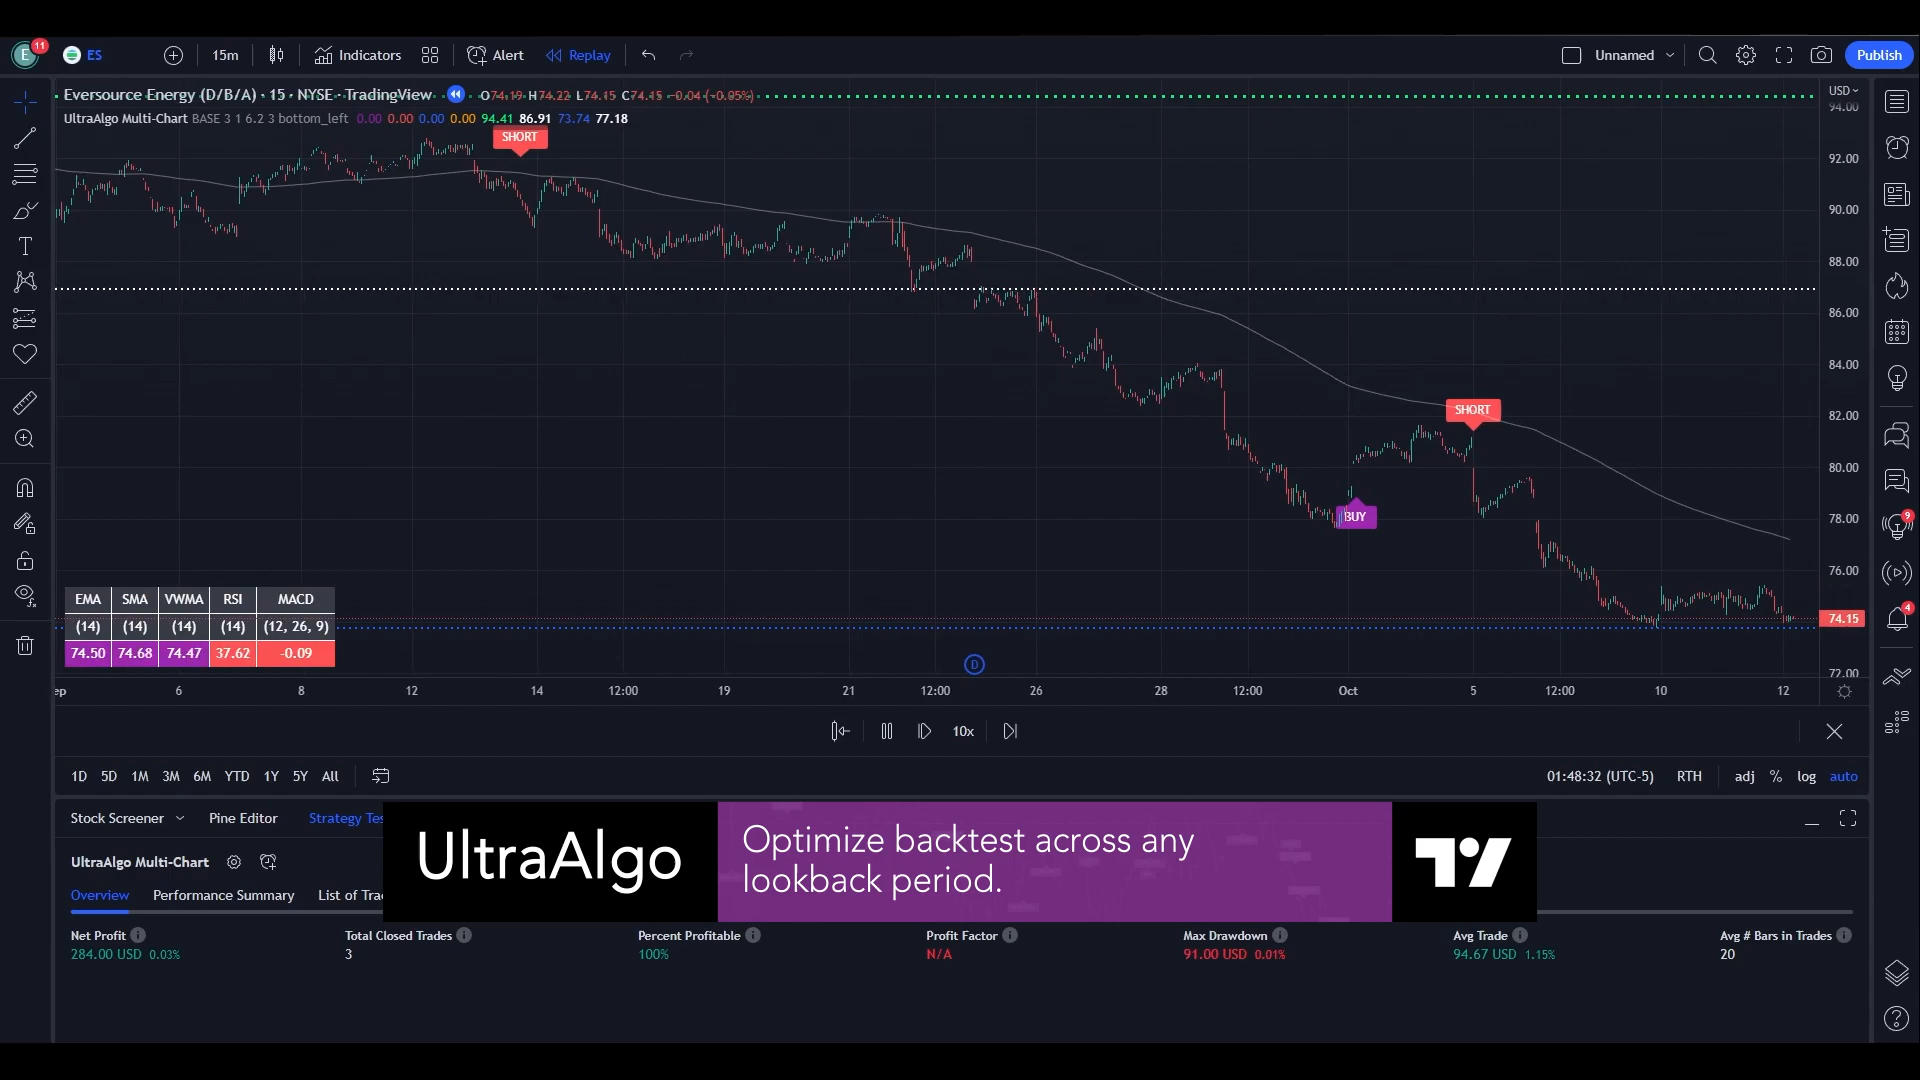 E
11
ES
15m
Indicators
Alert
Replay
Unnamed
Publish
Eversource Energy (D/B/A) · 15 · NYSE · TradingView
O74.19 H74.22 L74.15 C74.15 −0.04 (−0.05%)
USD
94.00
UltraAlgo Multi-Chart BASE 3 1 6.2 3 bottom_left 0.00 0.00 0.00 0.00 94.41 86.91 73.74 77.18
SHORT
92.00
90.00
88.00
86.00
84.00
SHORT
82.00
80.00
BUY
78.00
76.00
74.15
72.00
EMA SMA VWMA RSI MACD
(14) (14) (14) (14) (12, 26, 9)
74.50 74.68 74.47 37.62 -0.09
D
9
4
ep 6 8 12 14 12:00 19 21 12:00 26 28 12:00 Oct 5 12:00 10 12
10x
1D 5D 1M 3M 6M YTD 1Y 5Y All
01:48:32 (UTC-5) RTH adj % log auto
Stock Screener Pine Editor Strategy Tes
UltraAlgo
Optimize backtest across any
lookback period.
UltraAlgo Multi-Chart
Overview Performance Summary List of Tra
Net Profit Total Closed Trades Percent Profitable Profit Factor Max Drawdown Avg Trade Avg # Bars in Trades
284.00 USD 0.03% 3 100% N/A 91.00 USD 0.01% 94.67 USD 1.15% 20